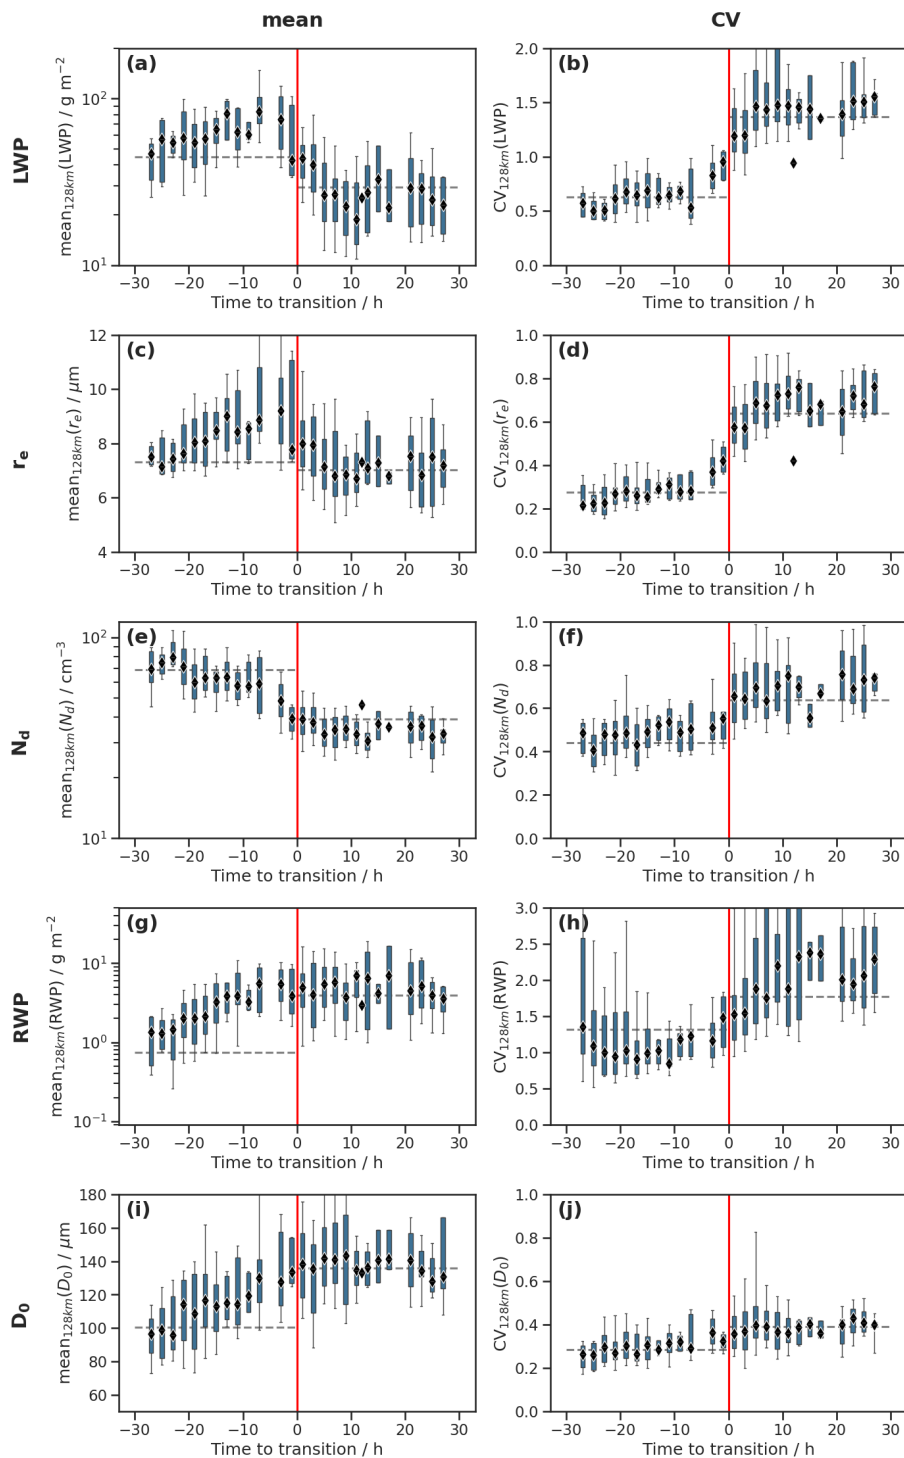 mean CV
LWP
(a)
mean128km(LWP) / g m−2
10² 10¹
−30 −20 −10 0 10 20 30
Time to transition / h
(b)
CV128km(LWP)
2.0 1.5 1.0 0.5 0.0
−30 −20 −10 0 10 20 30
Time to transition / h
re
(c)
mean128km(re) / μm
12 10 8 6 4
−30 −20 −10 0 10 20 30
Time to transition / h
(d)
CV128km(re)
1.0 0.8 0.6 0.4 0.2 0.0
−30 −20 −10 0 10 20 30
Time to transition / h
Nd
(e)
mean128km(Nd) / cm−3
10² 10¹
−30 −20 −10 0 10 20 30
Time to transition / h
(f)
CV128km(Nd)
1.0 0.8 0.6 0.4 0.2 0.0
−30 −20 −10 0 10 20 30
Time to transition / h
RWP
(g)
mean128km(RWP) / g m−2
10¹ 10⁰ 10−1
−30 −20 −10 0 10 20 30
Time to transition / h
(h)
CV128km(RWP)
3.0 2.5 2.0 1.5 1.0 0.5 0.0
−30 −20 −10 0 10 20 30
Time to transition / h
D0
(i)
mean128km(D0) / μm
180 160 140 120 100 80 60
−30 −20 −10 0 10 20 30
Time to transition / h
(j)
CV128km(D0)
1.0 0.8 0.6 0.4 0.2 0.0
−30 −20 −10 0 10 20 30
Time to transition / h